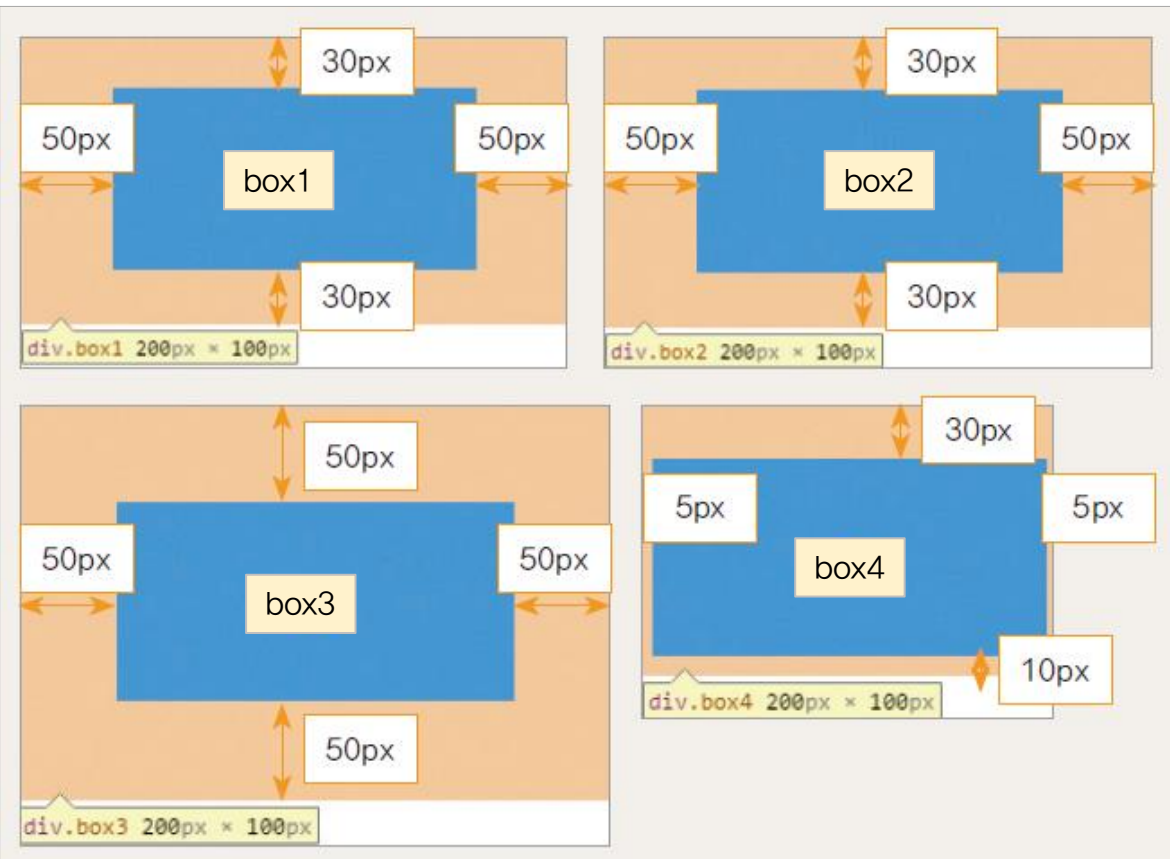 30px
30px
50px
50px
50px
50px
box1
box2
30px
30px
div.box1 200px × 100px
div.box2 200px × 100px
50px
30px
5px
5px
50px
50px
box4
box3
10px
div.box4 200px × 100px
50px
div.box3 200px × 100px